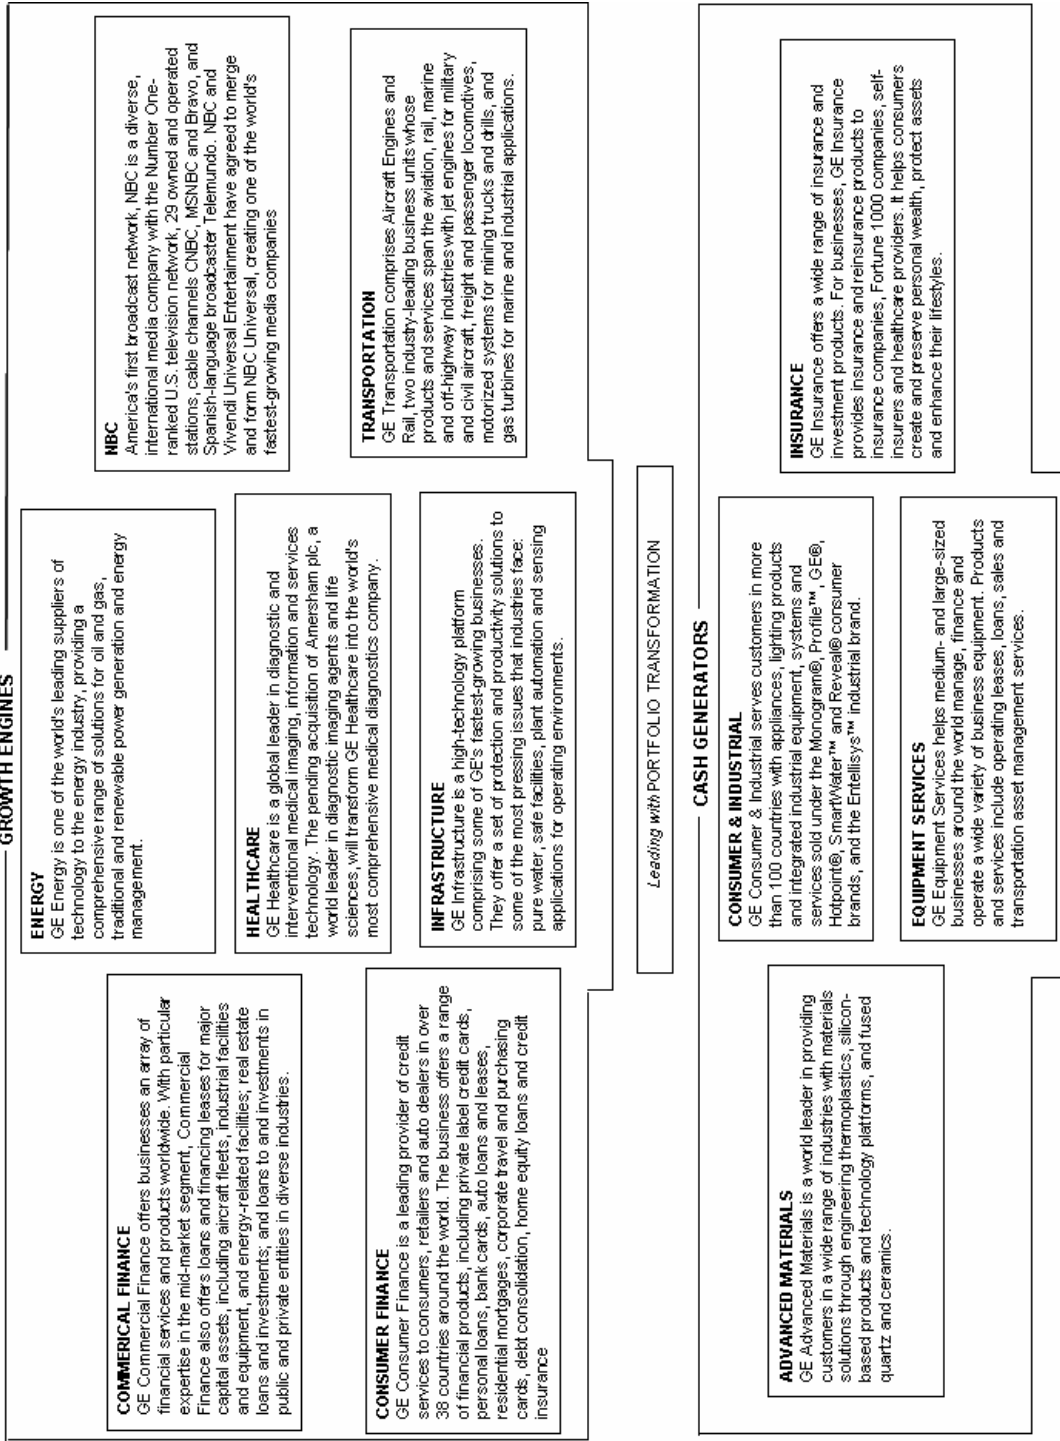 GROWTH ENGINES
COMMERICAL FINANCE
GE Commercial Finance offers businesses an array of
financial services and products worldwide. With particular
expertise in the mid-market segment, Commercial
Finance also offers loans and financing leases for major
capital assets, including aircraft fleets, industrial facilities
and equipment, and energy-related facilities; real estate
loans and investments; and loans to and investments in
public and private entities in diverse industries.
CONSUMER FINANCE
GE Consumer Finance is a leading provider of credit
services to consumers, retailers and auto dealers in over
38 countries around the world. The business offers a range
of financial products, including private label credit cards,
personal loans, bank cards, auto loans and leases,
residential mortgages, corporate travel and purchasing
cards, debt consolidation, home equity loans and credit
insurance
ENERGY
GE Energy is one of the world's leading suppliers of
technology to the energy industry, providing a
comprehensive range of solutions for oil and gas,
traditional and renewable power generation and energy
management.
HEALTHCARE
GE Healthcare is a global leader in diagnostic and
interventional medical imaging, information and services
technology. The pending acquisition of Amersham plc, a
world leader in diagnostic imaging agents and life
sciences, will transform GE Healthcare into the world's
most comprehensive medical diagnostics company.
INFRASTRUCTURE
GE Infrastructure is a high-technology platform
comprising some of GE's fastest-growing businesses.
They offer a set of protection and productivity solutions to
some of the most pressing issues that industries face:
pure water, safe facilities, plant automation and sensing
applications for operating environments.
NBC
America's first broadcast network, NBC is a diverse,
international media company with the Number One-
ranked U.S. television network, 29 owned and operated
stations, cable channels CNBC, MSNBC and Bravo, and
Spanish-language broadcaster Telemundo. NBC and
Vivendi Universal Entertainment have agreed to merge
and form NBC Universal, creating one of the world's
fastest-growing media companies
TRANSPORTATION
GE Transportation comprises Aircraft Engines and
Rail, two industry-leading business units whose
products and services span the aviation, rail, marine
and off-highway industries with jet engines for military
and civil aircraft, freight and passenger locomotives,
motorized systems for mining trucks and drills, and
gas turbines for marine and industrial applications.
Leading with PORTFOLIO TRANSFORMATION
CASH GENERATORS
ADVANCED MATERIALS
GE Advanced Materials is a world leader in providing
customers in a wide range of industries with materials
solutions through engineering thermoplastics, silicon-
based products and technology platforms, and fused
quartz and ceramics.
CONSUMER & INDUSTRIAL
GE Consumer & Industrial serves customers in more
than 100 countries with appliances, lighting products
and integrated industrial equipment, systems and
services sold under the Monogram®, Profile™, GE®,
Hotpoint®, SmartWater™ and Reveal® consumer
brands, and the Entellisys™ industrial brand.
EQUIPMENT SERVICES
GE Equipment Services helps medium- and large-sized
businesses around the world manage, finance and
operate a wide variety of business equipment. Products
and services include operating leases, loans, sales and
transportation asset management services.
INSURANCE
GE Insurance offers a wide range of insurance and
investment products. For businesses, GE Insurance
provides insurance and reinsurance products to
insurance companies, Fortune 1000 companies, self-
insurers and healthcare providers. It helps consumers
create and preserve personal wealth, protect assets
and enhance their lifestyles.